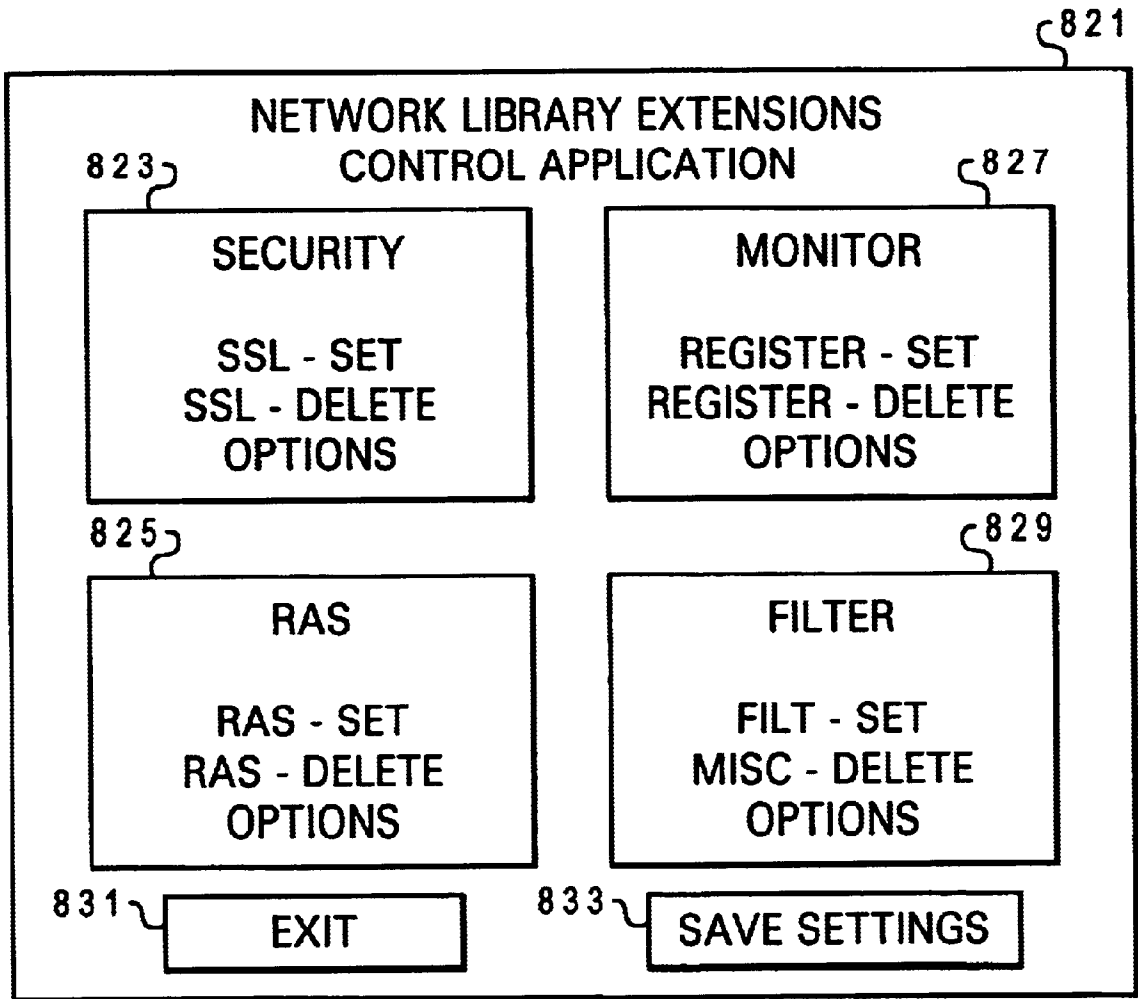 821
NETWORK LIBRARY EXTENSIONS
CONTROL APPLICATION
823
SECURITY
SSL - SET
SSL - DELETE
OPTIONS
827
MONITOR
REGISTER - SET
REGISTER - DELETE
OPTIONS
825
RAS
RAS - SET
RAS - DELETE
OPTIONS
829
FILTER
FILT - SET
MISC - DELETE
OPTIONS
831
EXIT
833
SAVE SETTINGS